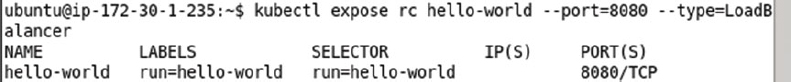 ubuntu@ip-172-30-1-235:~$ kubectl expose rc hello-world --port=8080 --type=LoadB
alancer
NAME LABELS SELECTOR IP(S) PORT(S)
hello-world run=hello-world run=hello-world 8080/TCP